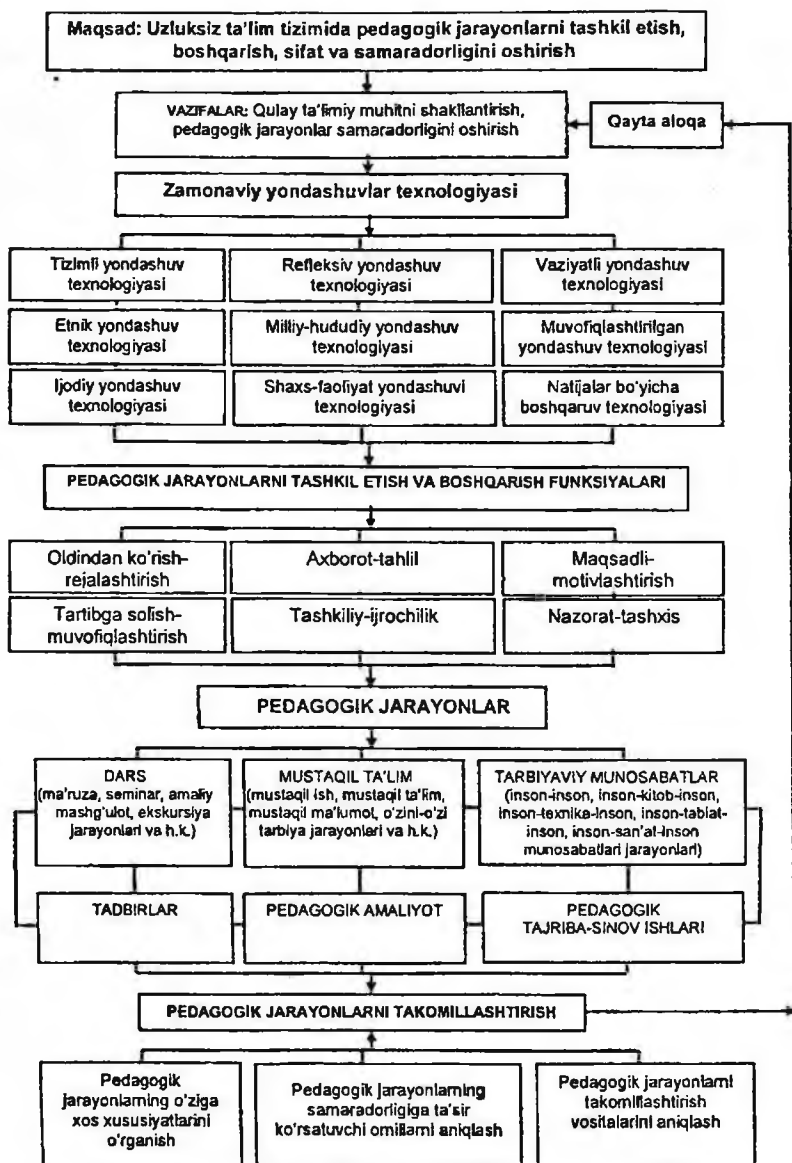 Maqsad: Uzluksiz ta'lim tizimida pedagogik jarayonlarni tashkil etish,
boshqarish, sifat va samaradorligini oshirish
VAZIFALAR: Qulay ta'limiy muhitni shakllantirish,
pedagogik jarayonlar samaradorligini oshirish
Qayta aloqa
Zamonaviy yondashuvlar texnologiyasi
Tizimli yondashuv
texnologiyasi
Refleksiv yondashuv
texnologiyasi
Vaziyatli yondashuv
texnologiyasi
Etnik yondashuv
texnologiyasi
Milliy-hududiy yondashuv
texnologiyasi
Muvofiqlashtirilgan
yondashuv texnologiyasi
Ijodiy yondashuv
texnologiyasi
Shaxs-faoliyat yondashuvi
texnologiyasi
Natijalar bo'yicha
boshqaruv texnologiyasi
PEDAGOGIK JARAYONLARNI TASHKIL ETISH VA BOSHQARISH FUNKSIYALARI
Oldindan ko'rish-
rejalashtirish
Axborot-tahlil
Maqsadli-
motivlashtirish
Tartibga solish-
muvofiqlashtirish
Tashkiliy-ijrochilik
Nazorat-tashxis
PEDAGOGIK JARAYONLAR
DARS
(ma'ruza, seminar, amaliy
mashg'ulot, ekskursiya
jarayonlari va h.k.)
MUSTAQIL TA'LIM
(mustaqil ish, mustaqil ta'lim,
mustaqil ma'lumot, o'zini-o'zi
tarbiya jarayonlari va h.k.)
TARBIYAVIY MUNOSABATLAR
(inson-inson, inson-kitob-inson,
inson-texnika-inson, inson-tabiat-
inson, inson-san'at-inson
munosabatlari jarayonlari)
TADBIRLAR
PEDAGOGIK AMALIYOT
PEDAGOGIK
TAJRIBA-SINOV ISHLARI
PEDAGOGIK JARAYONLARNI TAKOMILLASHTIRISH
Pedagogik
jarayonlarning o'ziga
xos xususiyatlarini
o'rganish
Pedagogik jarayonlarning
samaradorligiga ta'sir
ko'rsatuvchi omillarni aniqlash
Pedagogik jarayonlarni
takomillashtirish
vositalarini aniqlash